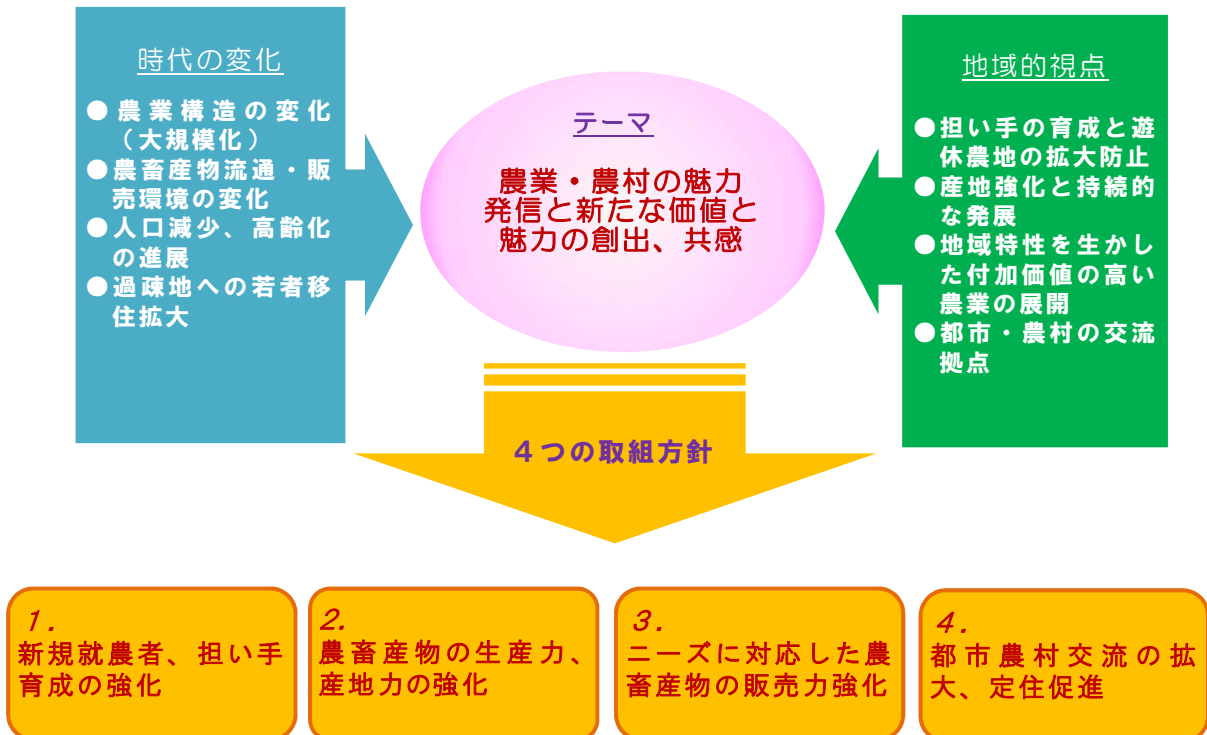 時代の変化
●農業構造の変化
（大規模化）
●農畜産物流通・販
売環境の変化
●人口減少、高齢化
の進展
●過疎地への若者移
住拡大
テーマ
農業・農村の魅力
発信と新たな価値と
魅力の創出、共感
地域的視点
●担い手の育成と遊
休農地の拡大防止
●産地強化と持続的
な発展
●地域特性を生かし
た付加価値の高い
農業の展開
●都市・農村の交流
拠点
４つの取組方針
1.
新規就農者、担い手
育成の強化
2.
農畜産物の生産力、
産地力の強化
3.
ニーズに対応した農
畜産物の販売力強化
4.
都市農村交流の拡
大、定住促進